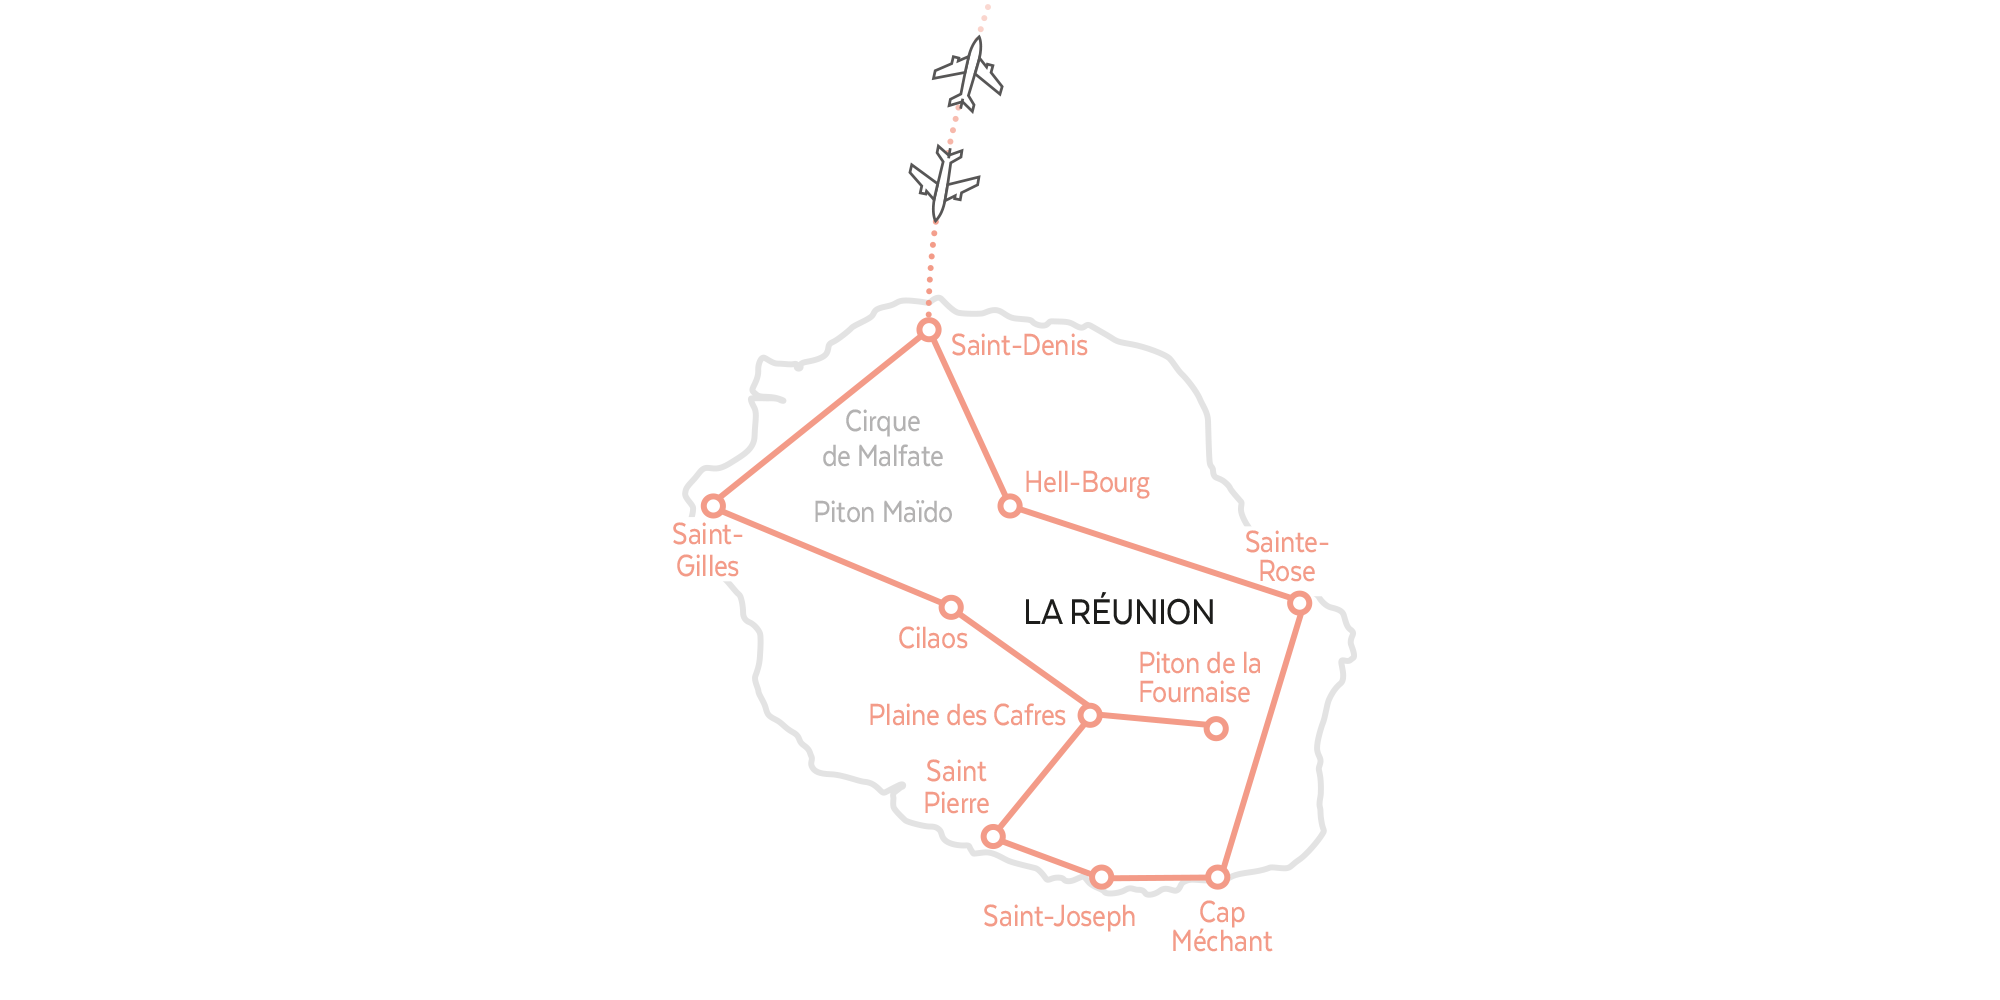 Saint-Denis
Cirque
de Malfate
Hell-Bourg
Piton Maïdo
Saint-
Gilles
Sainte-
Rose
LA RÉUNION
Cilaos
Piton de la
Fournaise
Plaine des Cafres
Saint
Pierre
Saint-Joseph
Cap
Méchant